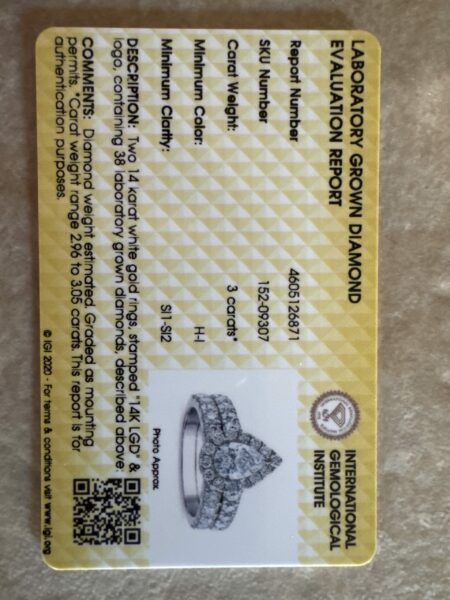 LABORATORY GROWN DIAMOND
EVALUATION REPORT
INTERNATIONAL
GEMOLOGICAL
INSTITUTE
Report Number 4605126871
SKU Number 152-09307
Carat Weight: 3 carats*
Minimum Color: H-I
Minimum Clarity: SI1-SI2
Photo Approx.
DESCRIPTION: Two 14 karat white gold rings, stamped "14K LGD" &
logo, containing 38 laboratory grown diamonds, described above:
COMMENTS: Diamond weight estimated. Graded as mounting
permits. *Carat weight range 2.96 to 3.05 carats. This report is for
authentication purposes.
© IGI 2020 - For terms & conditions visit www.igi.org